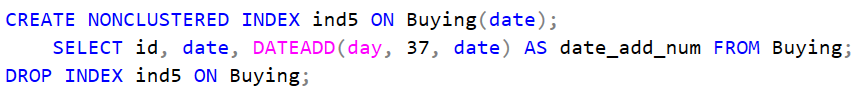 CREATE NONCLUSTERED INDEX ind5 ON Buying(date);
    SELECT id, date, DATEADD(day, 37, date) AS date_add_num FROM Buying;
DROP INDEX ind5 ON Buying;